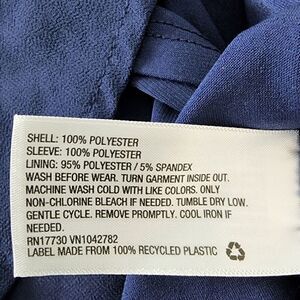 SHELL: 100% POLYESTER
SLEEVE: 100% POLYESTER
LINING: 95% POLYESTER / 5% SPANDEX
WASH BEFORE WEAR. TURN GARMENT INSIDE OUT.
MACHINE WASH COLD WITH LIKE COLORS. ONLY
NON-CHLORINE BLEACH IF NEEDED. TUMBLE DRY LOW.
GENTLE CYCLE. REMOVE PROMPTLY. COOL IRON IF
NEEDED.
RN17730 VN1042782
LABEL MADE FROM 100% RECYCLED PLASTIC